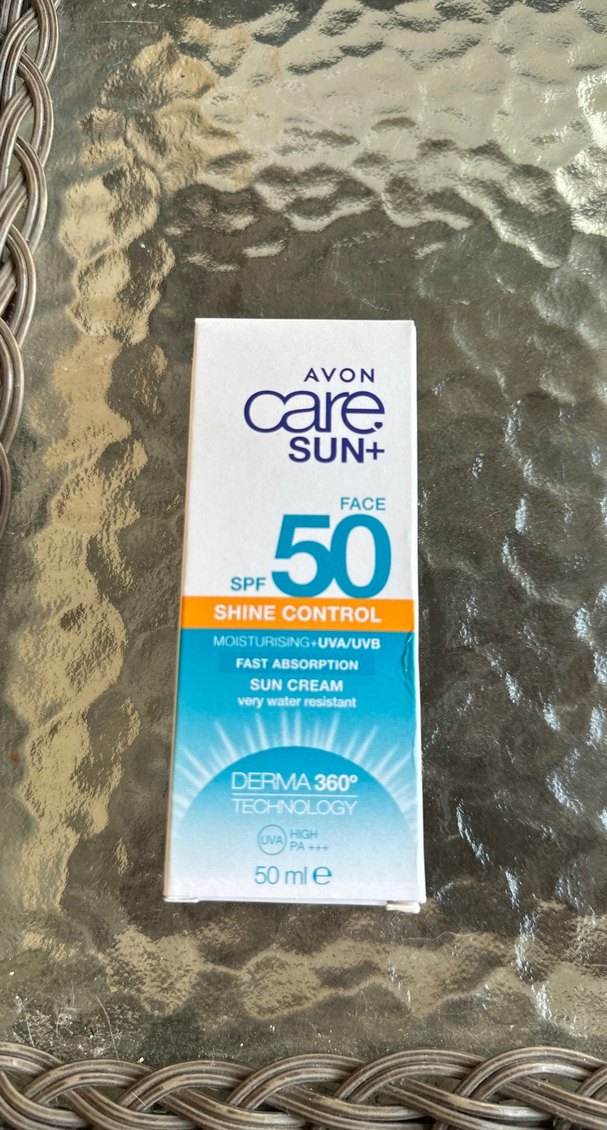 AVON
care
SUN+
FACE
SPF 50
SHINE CONTROL
MOISTURISING+UVA/UVB
FAST ABSORPTION
SUN CREAM
very water resistant
DERMA 360º
TECHNOLOGY
UVA HIGH
PA +++
50 ml e